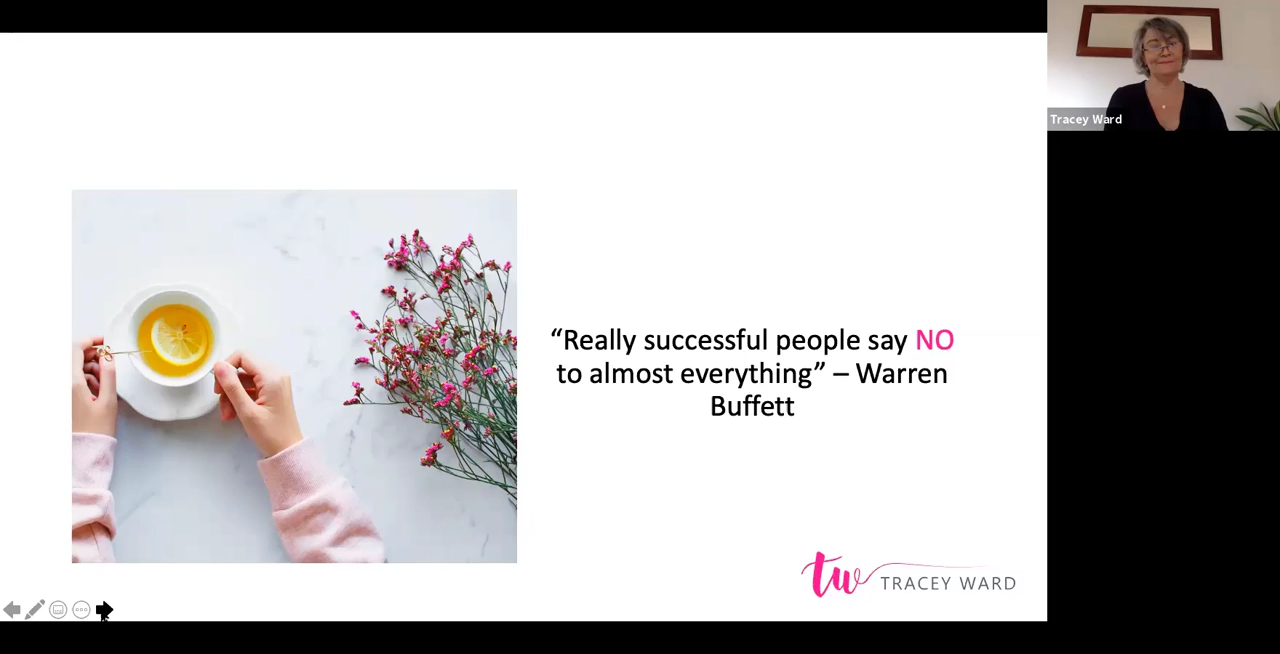 Tracey Ward
“Really successful people say NO
to almost everything” – Warren
Buffett
tw TRACEY WARD